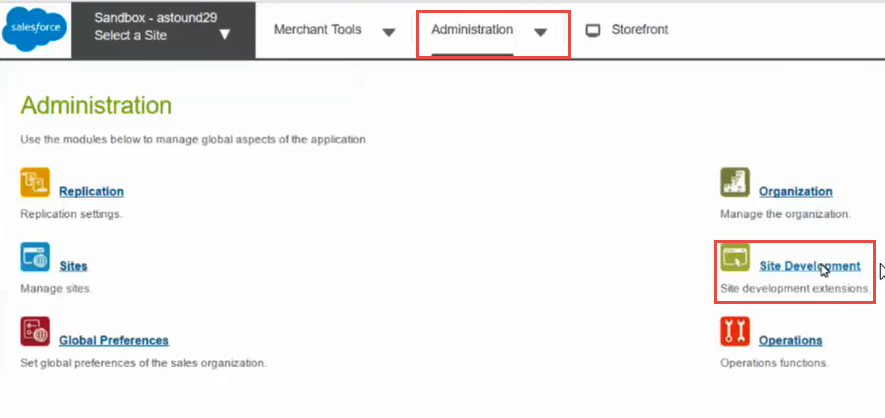 salesforce
Sandbox - astound29
Select a Site
Merchant Tools
Administration
Storefront
Administration
Use the modules below to manage global aspects of the application
Replication
Replication settings.
Organization
Manage the organization.
Sites
Manage sites.
Site Development
Site development extensions.
Global Preferences
Set global preferences of the sales organization.
Operations
Operations functions.